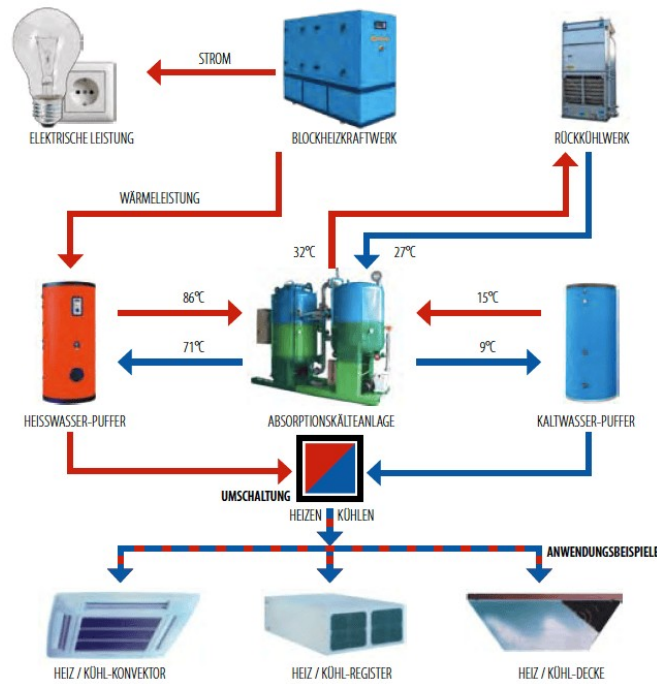 STROM
ELEKTRISCHE LEISTUNG
BLOCKHEIZKRAFTWERK
RÜCKKÜHLWERK
WÄRMELEISTUNG
32°C
27°C
86°C
15°C
71°C
9°C
HEISSWASSER-PUFFER
ABSORPTIONSKÄLTEANLAGE
KALTWASSER-PUFFER
UMSCHALTUNG
HEIZEN KÜHLEN
ANWENDUNGSBEISPIELE
HEIZ / KÜHL-KONVEKTOR
HEIZ / KÜHL-REGISTER
HEIZ / KÜHL-DECKE